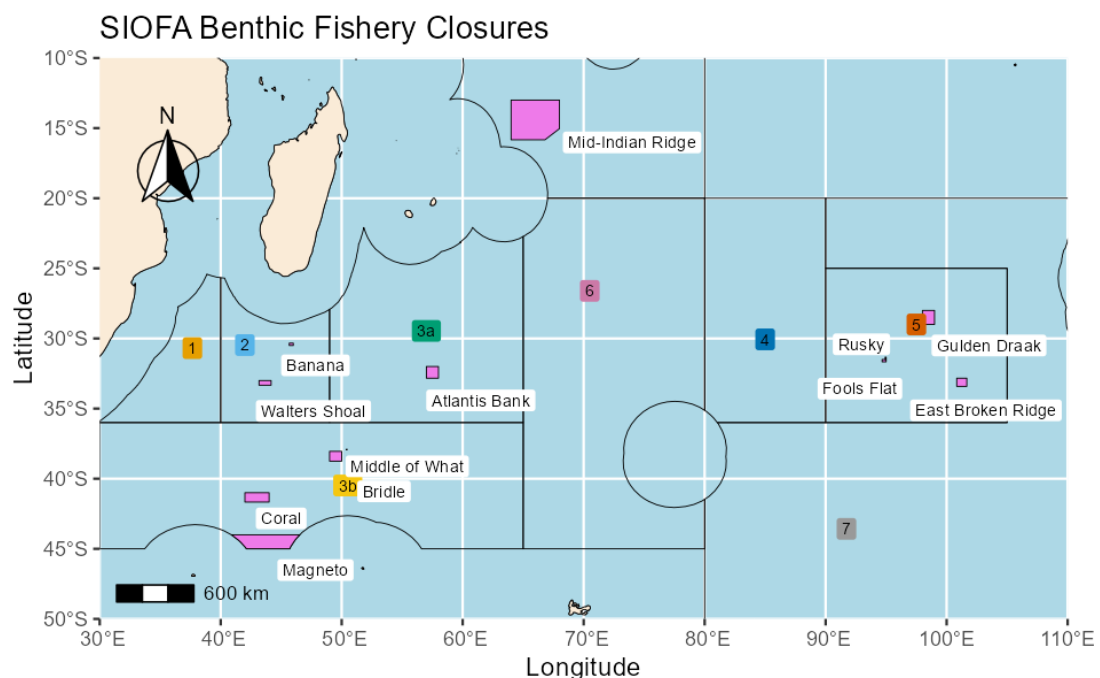 SIOFA Benthic Fishery Closures
10°S
15°S
20°S
25°S
30°S
35°S
40°S
45°S
50°S
Latitude
N
Mid-Indian Ridge
6
1
2
3a
4
5
Banana
Rusky
Gulden Draak
Walters Shoal
Atlantis Bank
Fools Flat
East Broken Ridge
Middle of What
3b
Bridle
Coral
7
Magneto
600 km
30°E
40°E
50°E
60°E
70°E
80°E
90°E
100°E
110°E
Longitude